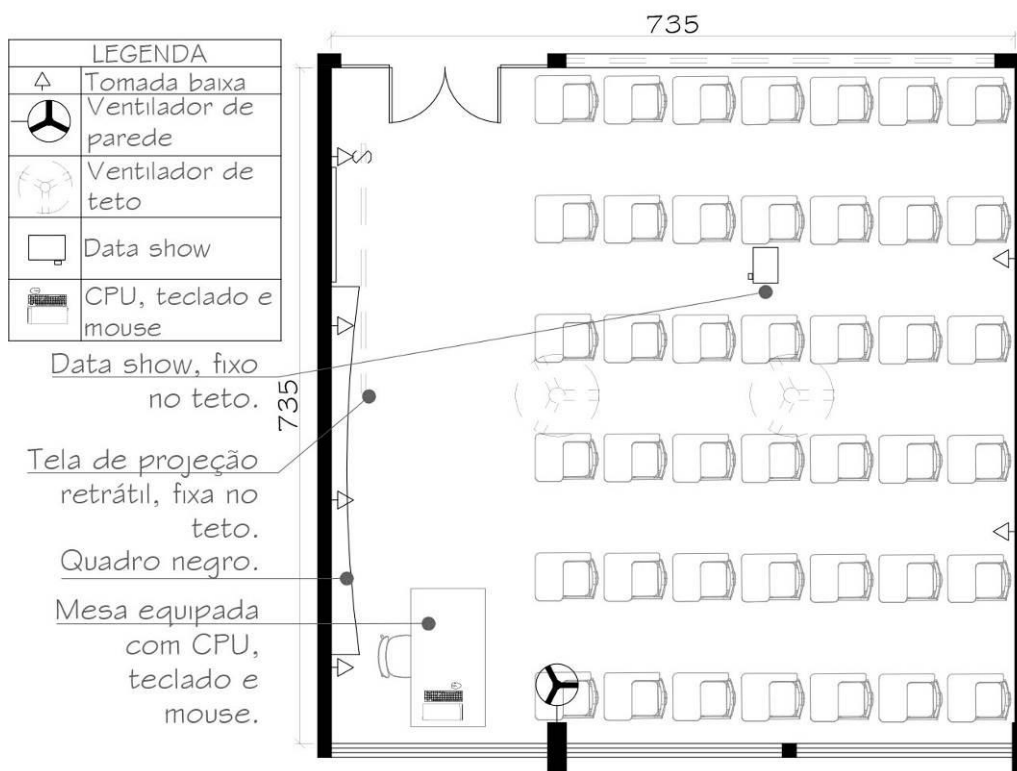 735
LEGENDA
Tomada baixa
Ventilador de
parede
Ventilador de
teto
Data show
CPU, teclado e
mouse
Data show, fixo
no teto.
735
Tela de projeção
retrátil, fixa no
teto.
Quadro negro.
Mesa equipada
com CPU,
teclado e
mouse.
S